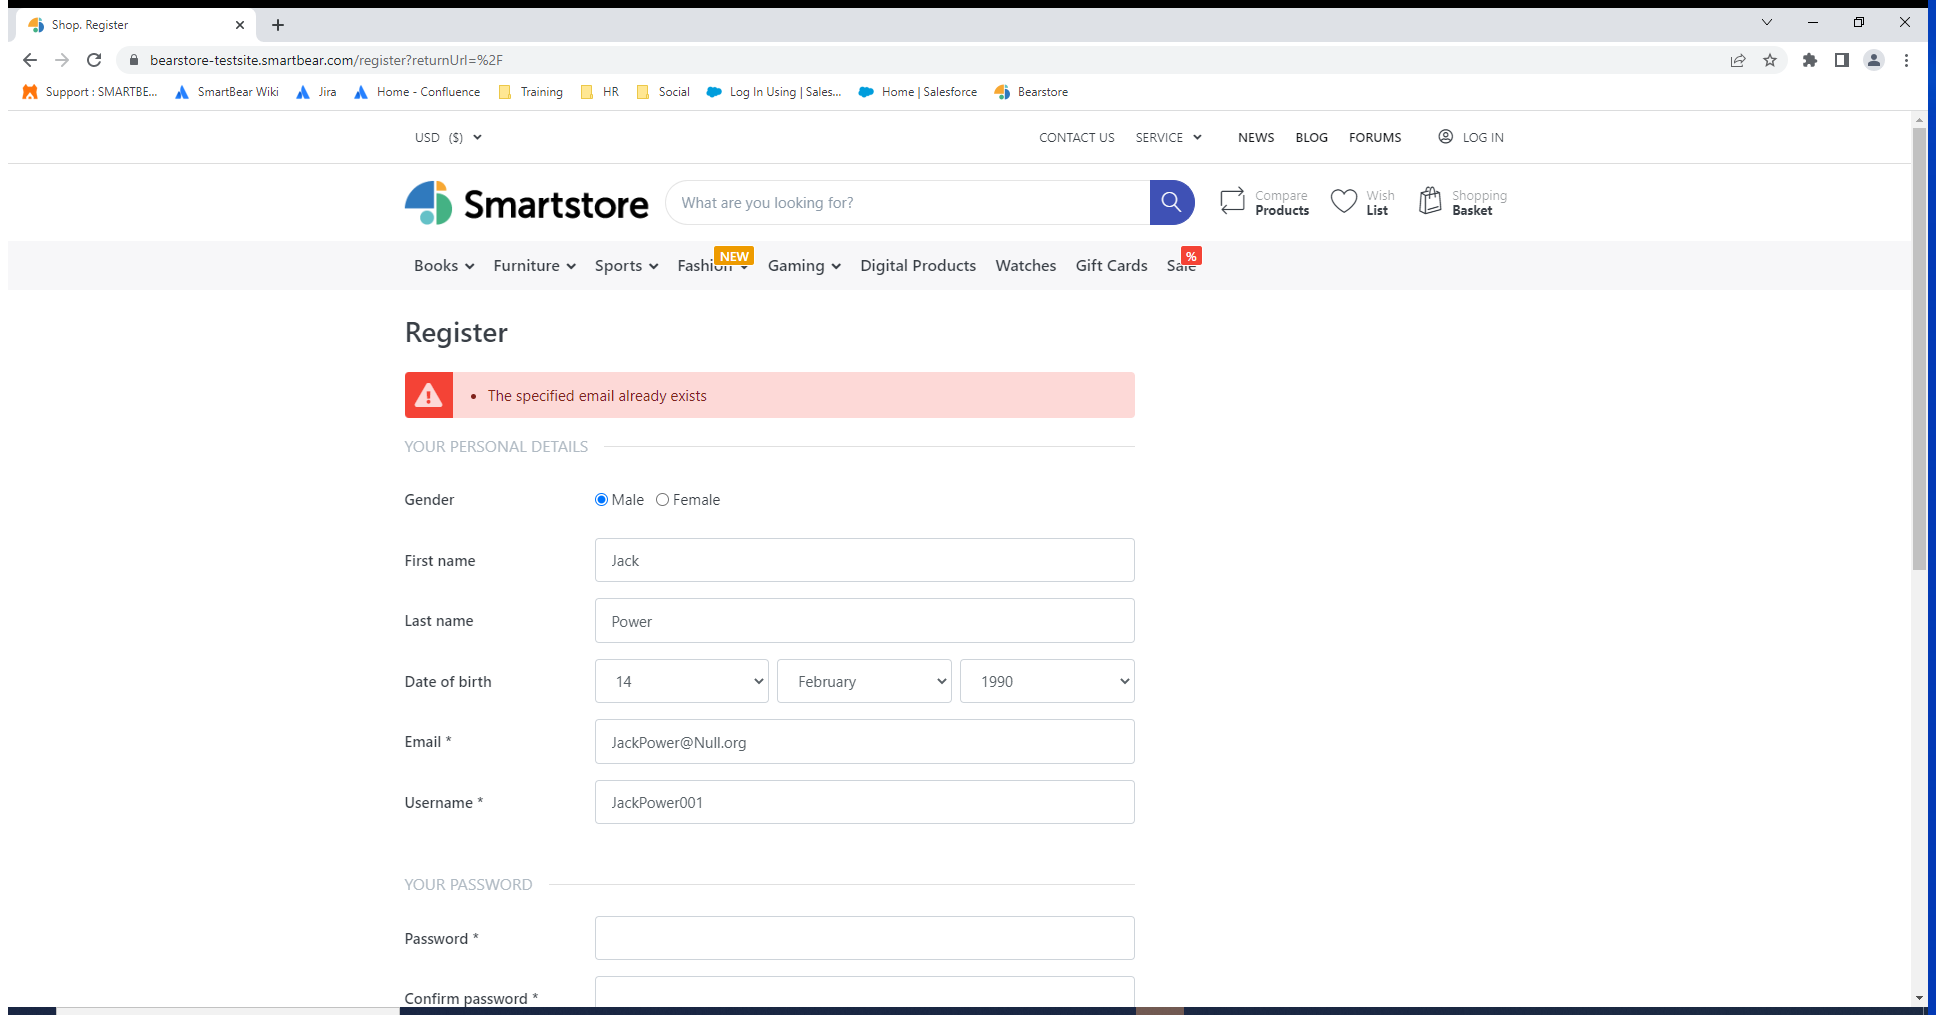 Shop. Register
bearstore-testsite.smartbear.com/register?returnUrl=%2F
Support : SMARTBE... SmartBear Wiki Jira Home - Confluence Training HR Social Log In Using | Sales... Home | Salesforce Bearstore
USD ($) CONTACT US SERVICE NEWS BLOG FORUMS LOG IN
Smartstore What are you looking for? Compare Products Wish List Shopping Basket
NEW %
Books Furniture Sports Fashion Gaming Digital Products Watches Gift Cards Sale
Register
• The specified email already exists
YOUR PERSONAL DETAILS
Gender Male Female
First name Jack
Last name Power
Date of birth 14 February 1990
Email * JackPower@Null.org
Username * JackPower001
YOUR PASSWORD
Password *
Confirm password *